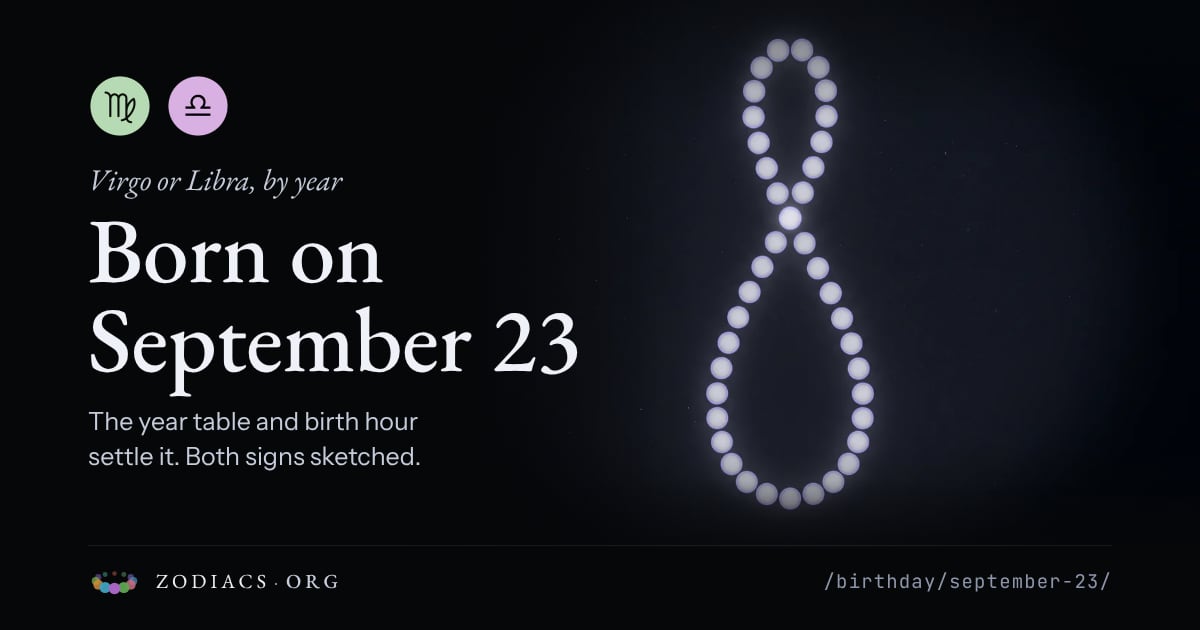 Virgo or Libra, by year
Born on
September 23
The year table and birth hour
settle it. Both signs sketched.
ZODIACS·ORG
/birthday/september-23/